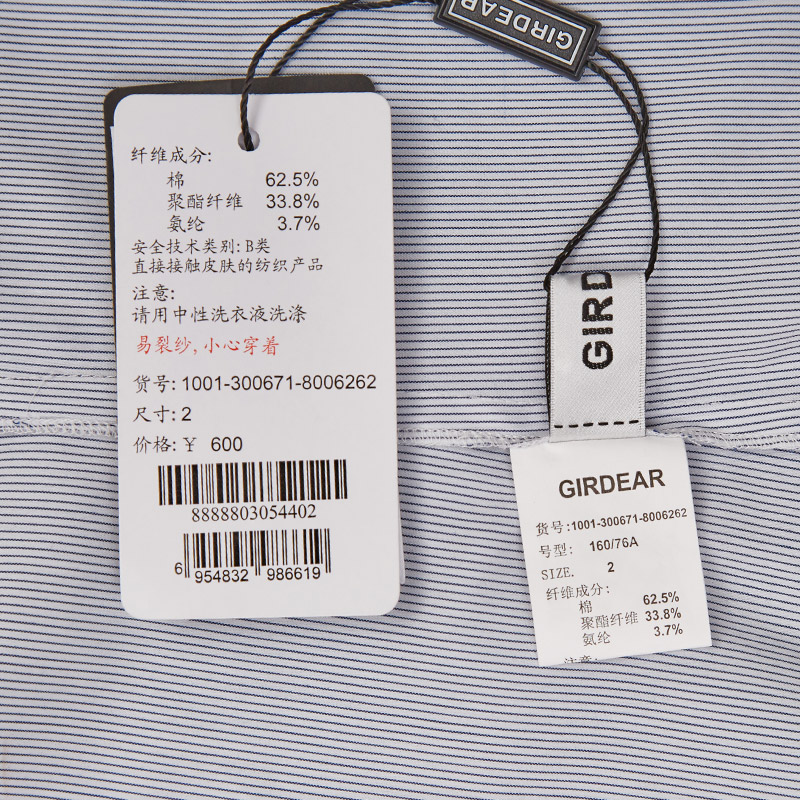 GIRDEAR
纤维成分:
棉 62.5%
聚酯纤维 33.8%
氨纶 3.7%
安全技术类别: B类
直接接触皮肤的纺织产品
注意:
请用中性洗衣液洗涤
易裂纱, 小心穿着
货号: 1001-300671-8006262
尺寸: 2
价格: ¥ 600
8888803054402
6 954832 986619
GIRD
GIRDEAR
货号:1001-300671-8006262
号型: 160/76A
SIZE. 2
纤维成分:
棉 62.5%
聚酯纤维 33.8%
氨纶 3.7%
注意: